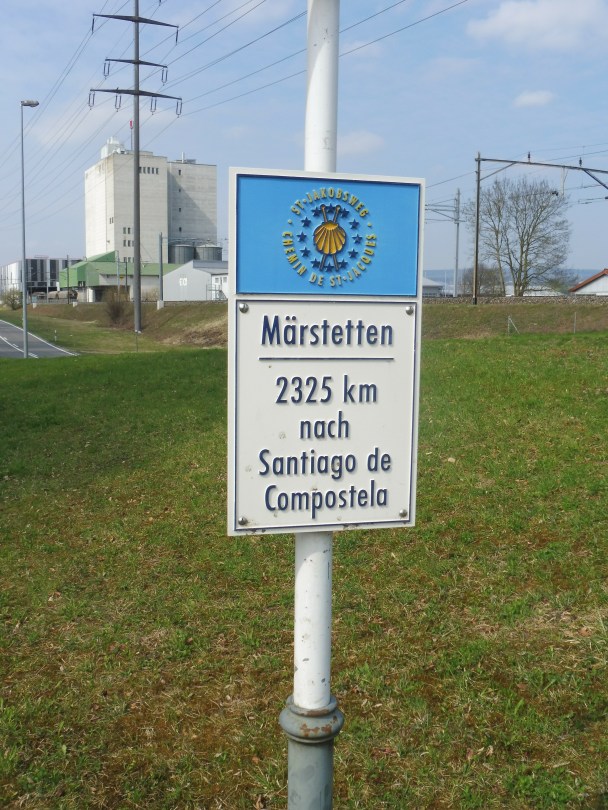 ST-JAKOBSWEG
CHEMIN DE ST-JACQUES
Märstetten
2325 km
nach
Santiago de
Compostela